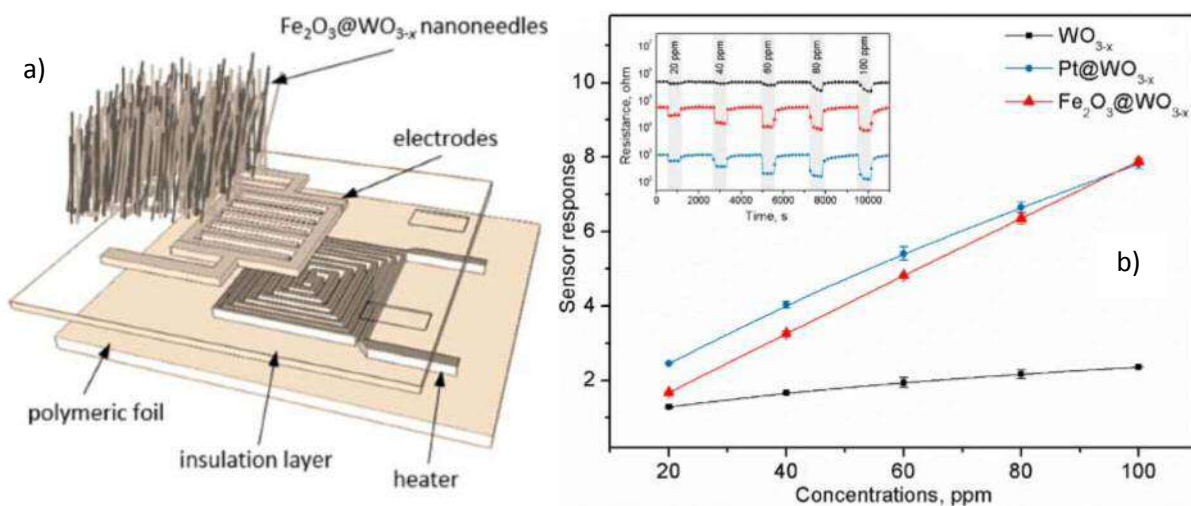 a)
Fe₂O₃@WO₃₋ₓ nanoneedles
electrodes
polymeric foil
insulation layer
heater
b)
WO₃₋ₓ
Pt@WO₃₋ₓ
Fe₂O₃@WO₃₋ₓ
Sensor response
10
8
6
4
2
20
40
60
80
100
Concentrations, ppm
Resistance, ohm
10⁷
10²
20 ppm
40 ppm
60 ppm
80 ppm
100 ppm
0
2000
4000
6000
8000
10000
Time, s